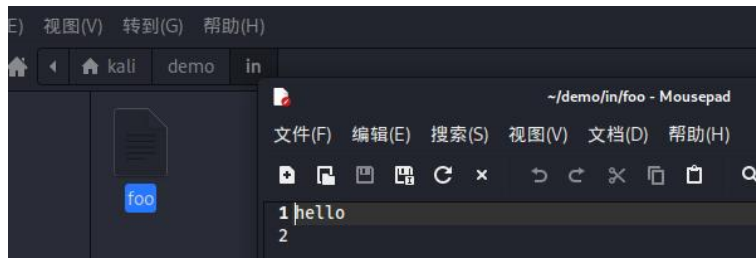 E) 视图(V) 转到(G) 帮助(H)
kali demo in
~/demo/in/foo - Mousepad
文件(F) 编辑(E) 搜索(S) 视图(V) 文档(D) 帮助(H)
foo
1 hello
2